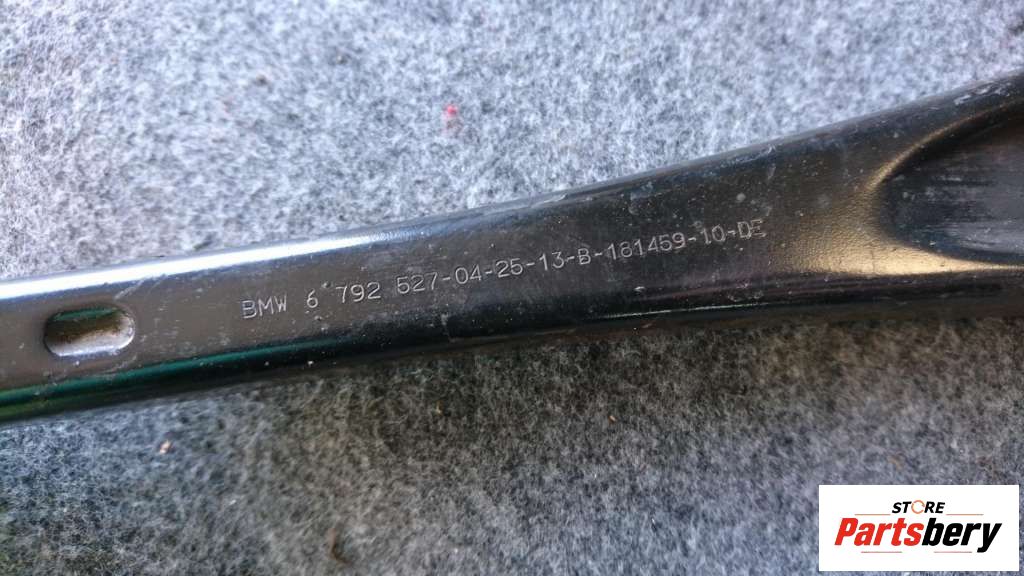 BMW 6 792 527-04-25-13-B-181459-10-DE
STORE
Partsbery